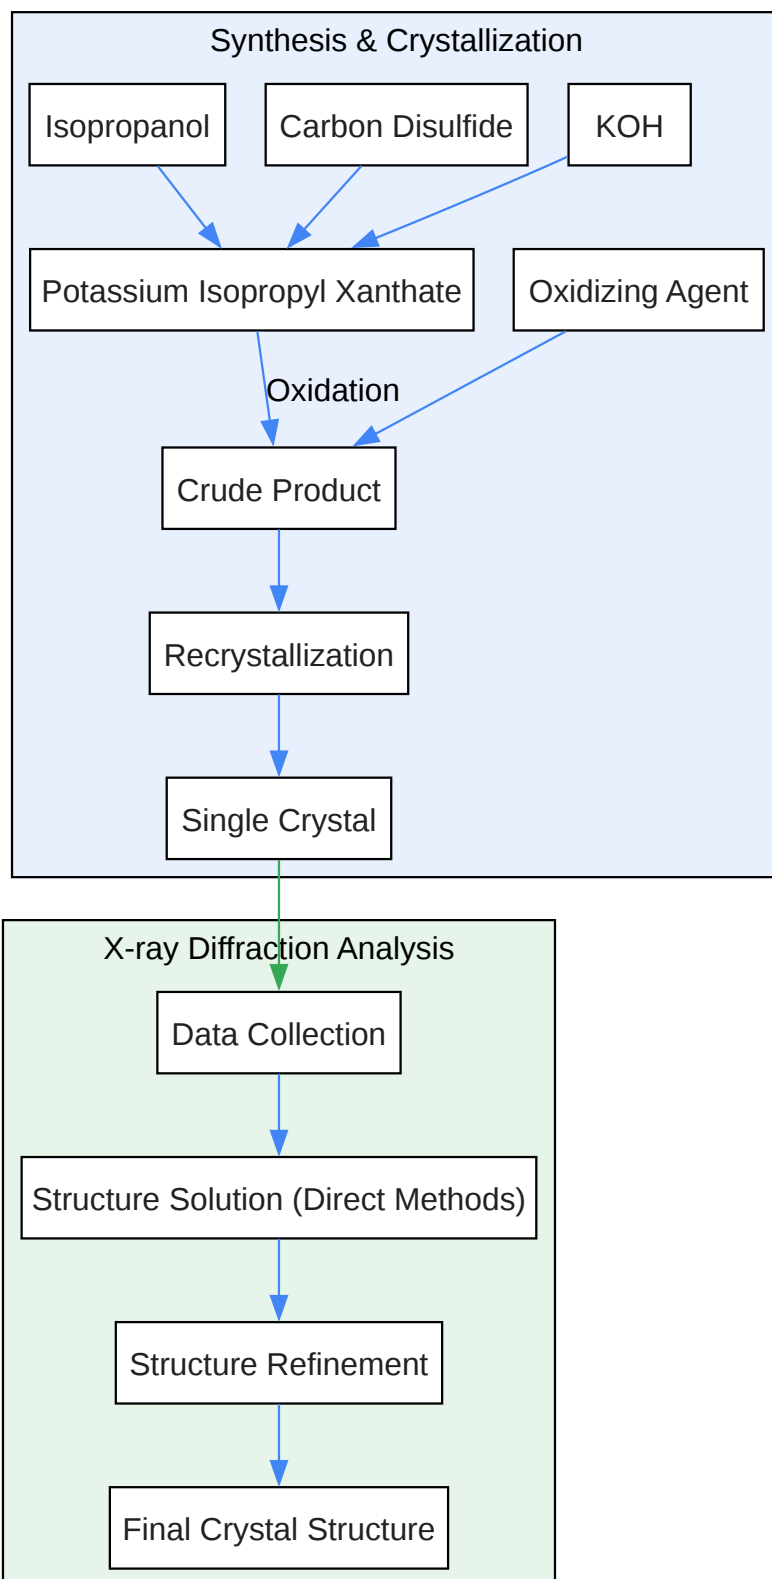 Synthesis & Crystallization
Isopropanol
Carbon Disulfide
KOH
Potassium Isopropyl Xanthate
Oxidizing Agent
Oxidation
Crude Product
Recrystallization
Single Crystal
X-ray Diffraction Analysis
Data Collection
Structure Solution (Direct Methods)
Structure Refinement
Final Crystal Structure